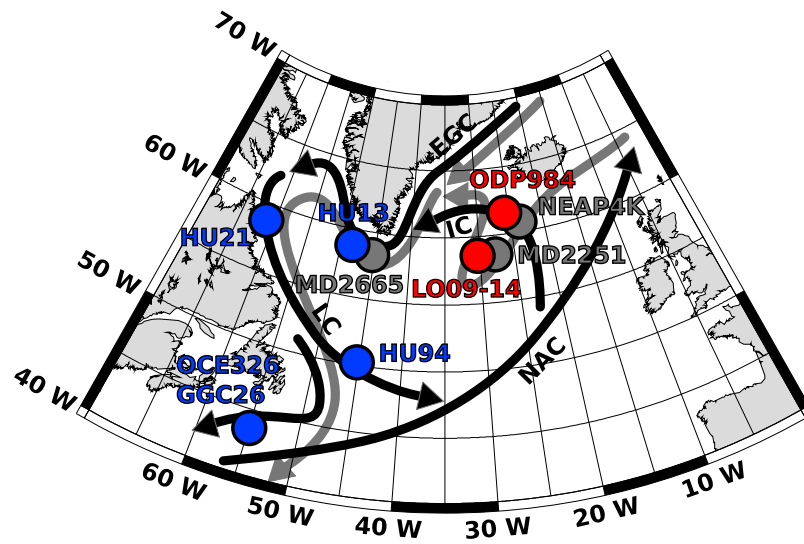 70 W
60 W
50 W
40 W
EGC
ODP984
NEAP4K
HU13
IC
HU21
MD2251
MD2665
LO09-14
LC
HU94
NAC
OCE326
GGC26
60 W
50 W
40 W
30 W
20 W
10 W